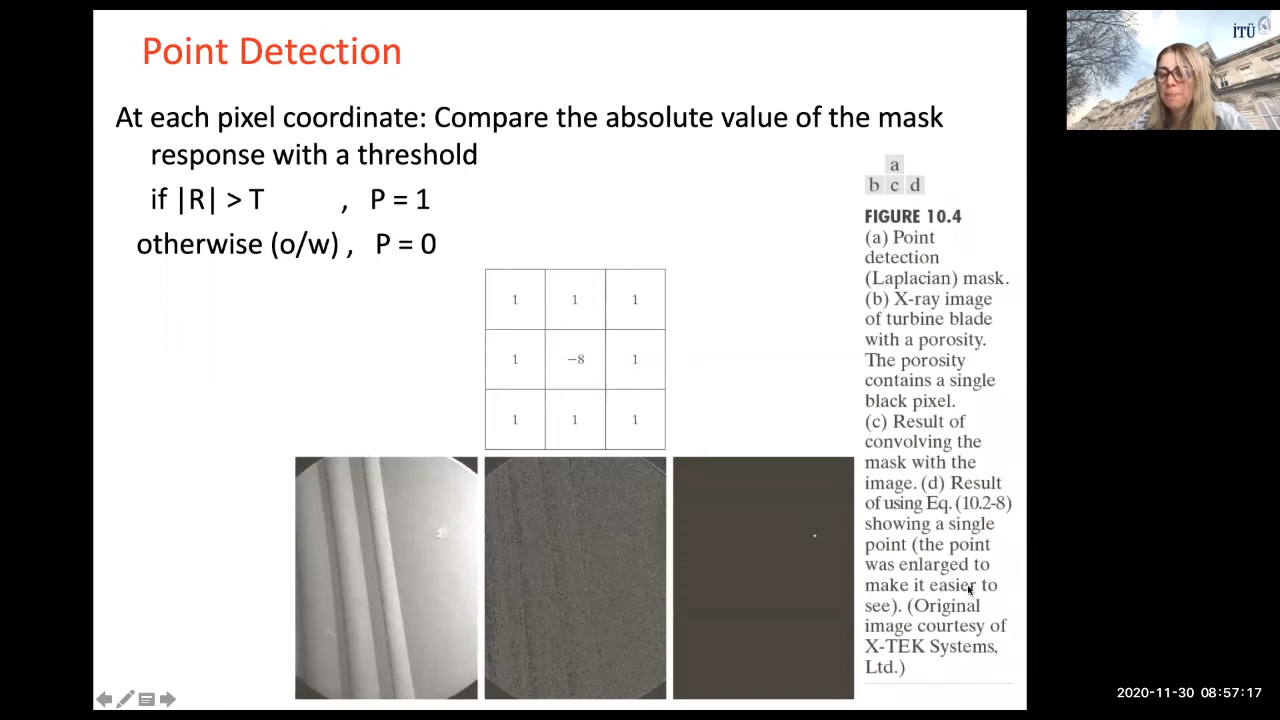 Point Detection
At each pixel coordinate: Compare the absolute value of the mask
response with a threshold
if |R| > T , P = 1
otherwise (o/w) , P = 0
1 1 1
1 −8 1
1 1 1
a
b c d
FIGURE 10.4
(a) Point
detection
(Laplacian) mask.
(b) X-ray image
of turbine blade
with a porosity.
The porosity
contains a single
black pixel.
(c) Result of
convolving the
mask with the
image. (d) Result
of using Eq. (10.2-8)
showing a single
point (the point
was enlarged to
make it easier to
see). (Original
image courtesy of
X-TEK Systems,
Ltd.)
İTÜ
2020-11-30 08:57:17